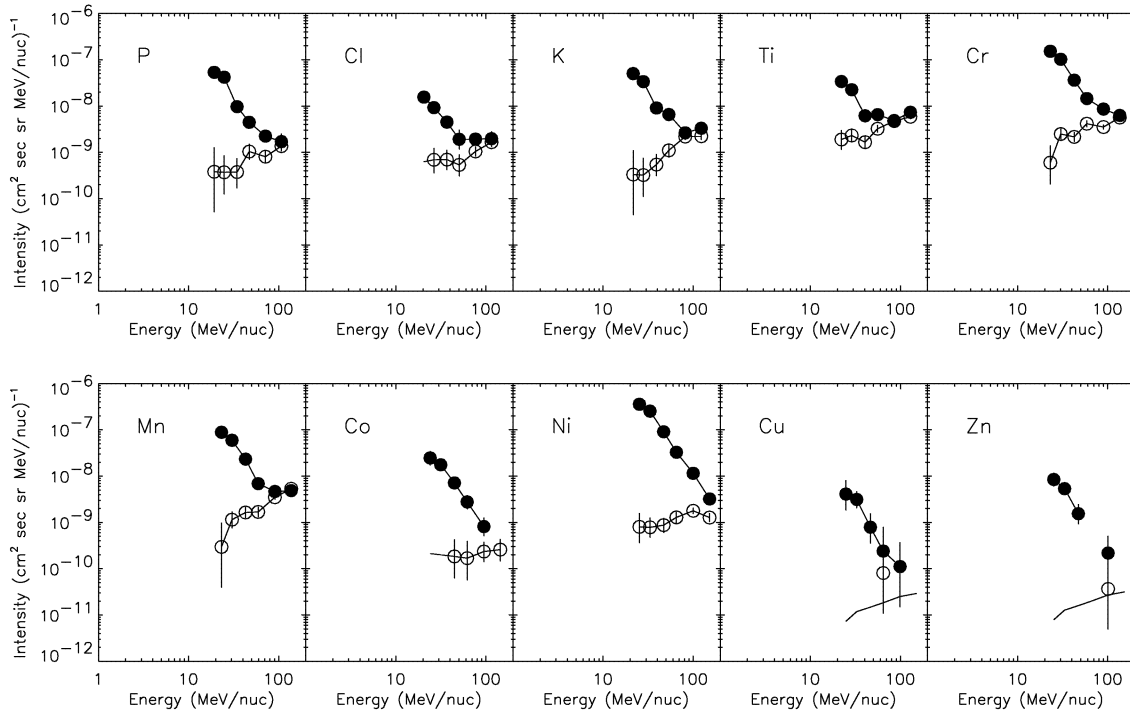 Intensity (cm² sec sr MeV/nuc)⁻¹
10⁻⁶
10⁻⁷
10⁻⁸
10⁻⁹
10⁻¹⁰
10⁻¹¹
10⁻¹²
P Cl K Ti Cr
1 10 100 10 100 10 100 10 100 10 100
Energy (MeV/nuc) Energy (MeV/nuc) Energy (MeV/nuc) Energy (MeV/nuc) Energy (MeV/nuc)
Intensity (cm² sec sr MeV/nuc)⁻¹
10⁻⁶
10⁻⁷
10⁻⁸
10⁻⁹
10⁻¹⁰
10⁻¹¹
10⁻¹²
Mn Co Ni Cu Zn
1 10 100 10 100 10 100 10 100 10 100
Energy (MeV/nuc) Energy (MeV/nuc) Energy (MeV/nuc) Energy (MeV/nuc) Energy (MeV/nuc)